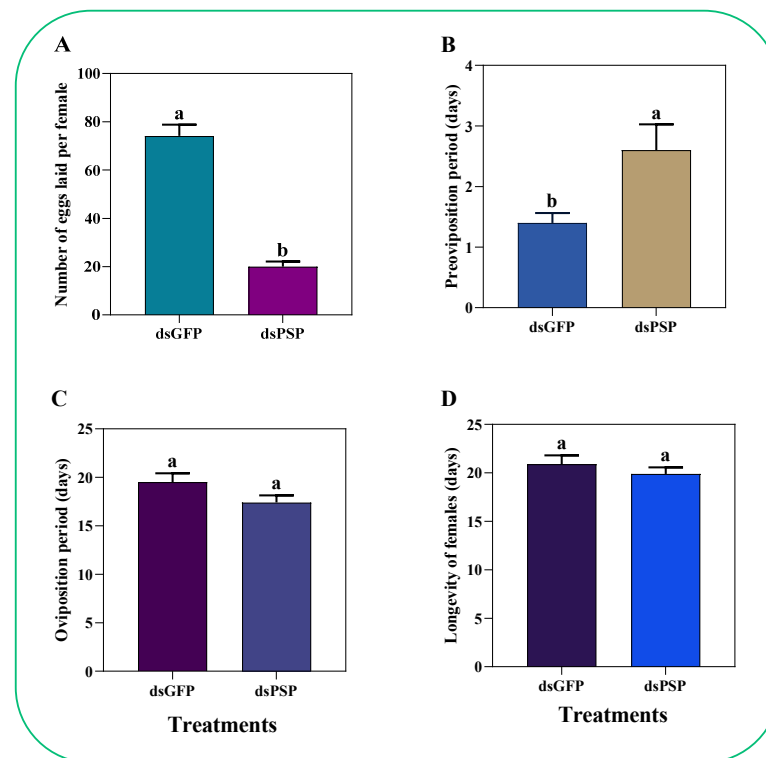 A
Number of eggs laid per female
100
80
60
40
20
0
a
b
dsGFP
dsPSP
B
Preoviposition period (days)
4
3
2
1
0
b
a
dsGFP
dsPSP
C
Oviposition period (days)
25
20
15
10
5
0
a
a
dsGFP
dsPSP
Treatments
D
Longevity of females (days)
25
20
15
10
5
0
a
a
dsGFP
dsPSP
Treatments